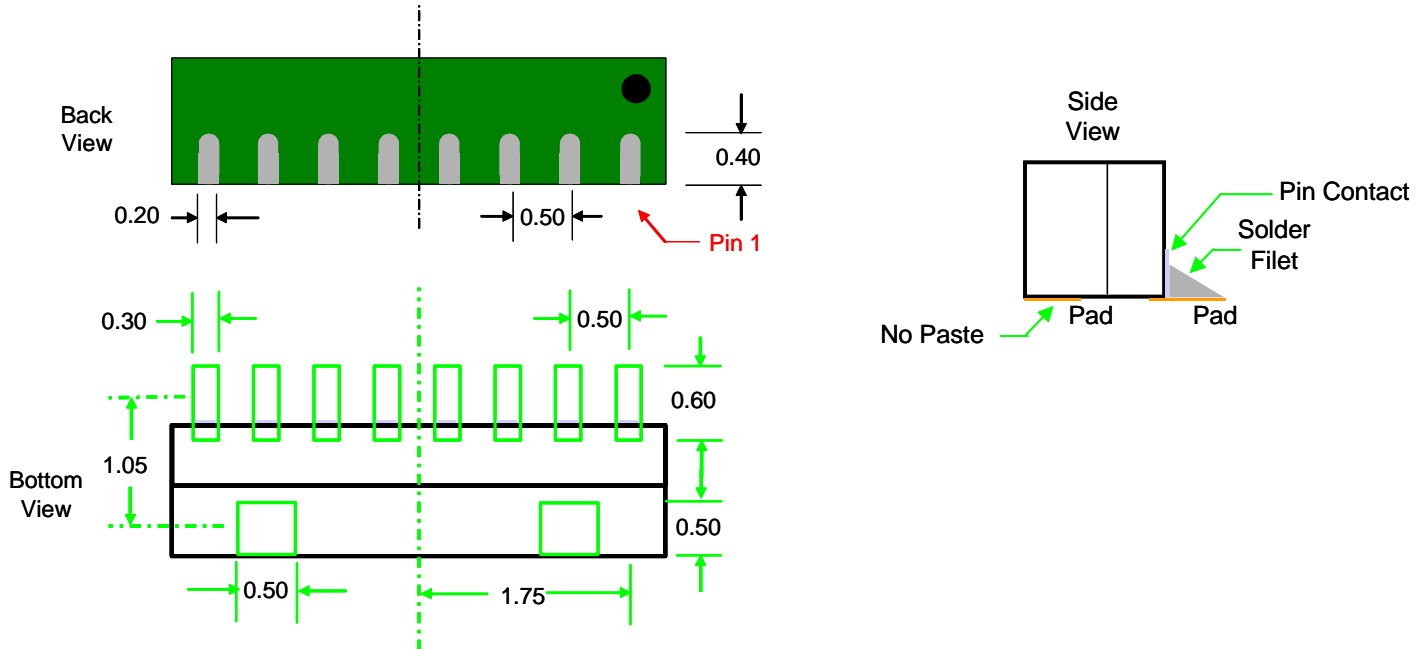 Back
View
0.40
0.20
0.50
Pin 1
Side
View
Pin Contact
Solder
Filet
No Paste
Pad
Pad
0.30
0.50
0.60
1.05
Bottom
View
0.50
0.50
1.75